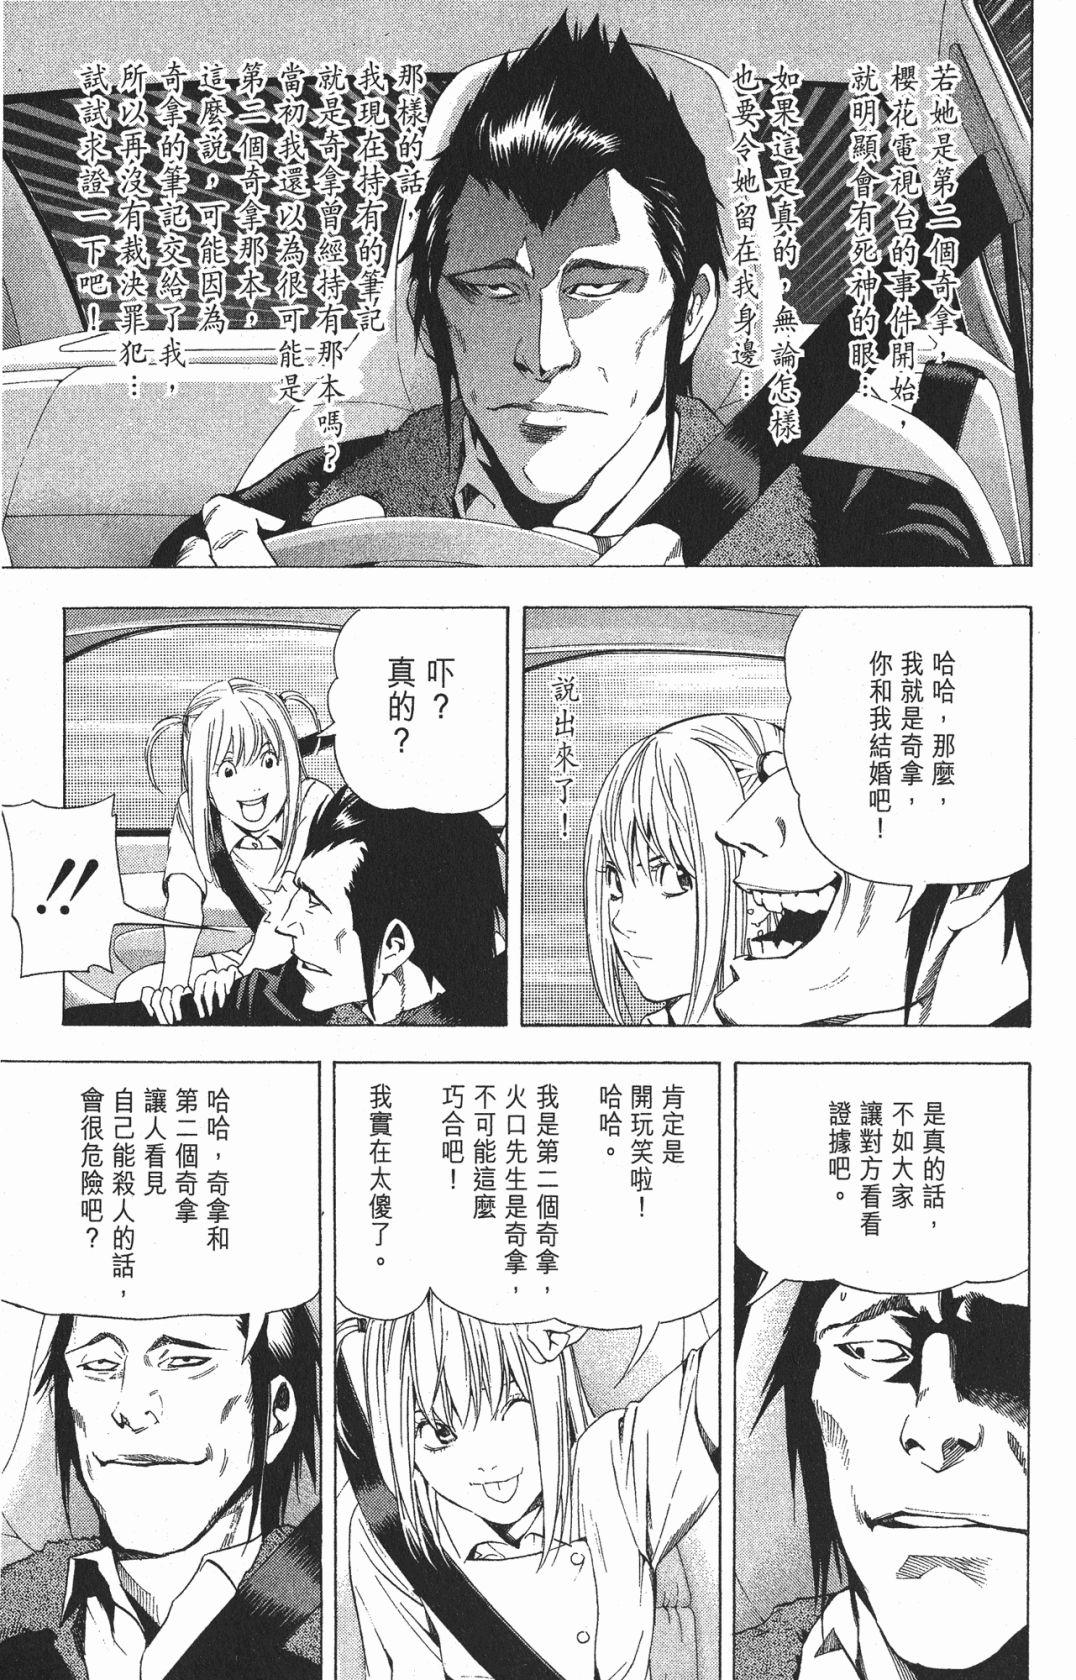 若她是第二個奇拿，
櫻花電視台的事件開始，
就明顯會有死神的眼…
如果這是真的，無論怎樣
也要令她留在我身邊…
那樣的話，
我現在持有的筆記
就是奇拿曾經持有那本嗎？
當初我還以為很可能是
第二個奇拿那本，
這麼說，可能因為
奇拿的筆記交給了我，
所以再沒有裁決罪犯…
試試求證一下吧！
哈哈，那麼，
我就是奇拿，
你和我結婚吧！
說出來了！
吓？
真的？
!!
是真的話，
不如大家
讓對方看看
證據吧。
肯定是
開玩笑啦！
哈哈。
我是第二個奇拿，
火口先生是奇拿，
不可能這麼
巧合吧！
我實在太傻了。
哈哈，奇拿和
第二個奇拿
讓人看見
自己能殺人的話，
會很危險吧？